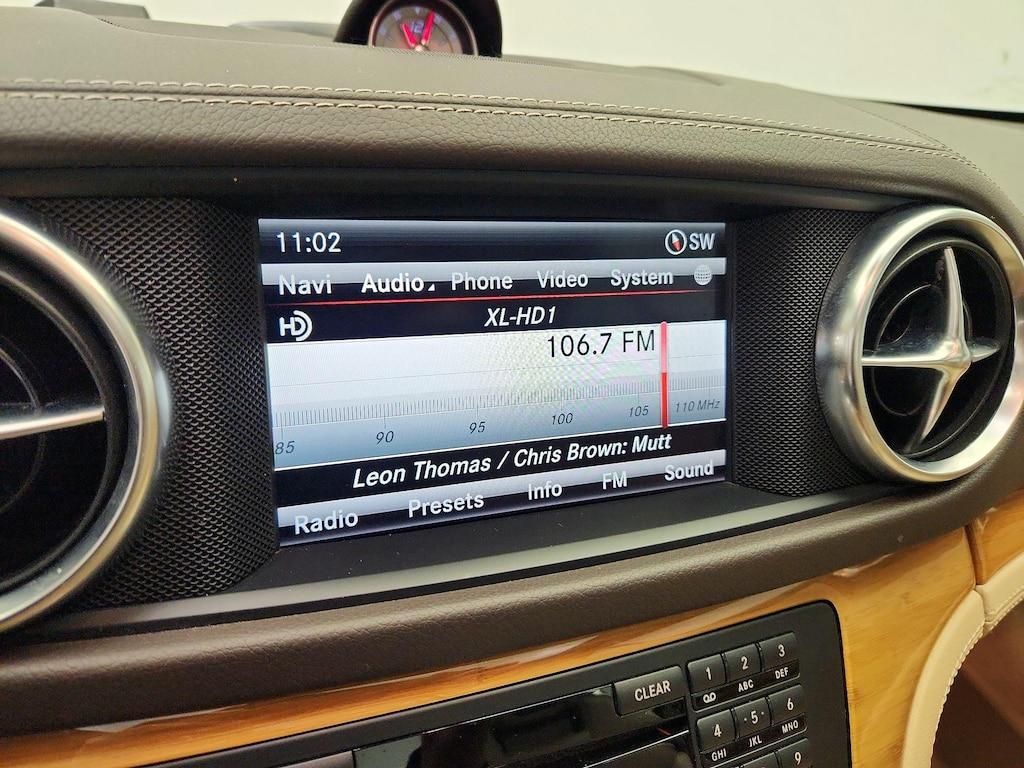 12
11:02 SW
Navi Audio Phone Video System
HD XL-HD1
106.7 FM
85 90 95 100 105 110 MHz
Leon Thomas / Chris Brown: Mutt
Radio Presets Info FM Sound
CLEAR 1 2 ABC 3 DEF
4 GHI 5 JKL 6 MNO
9